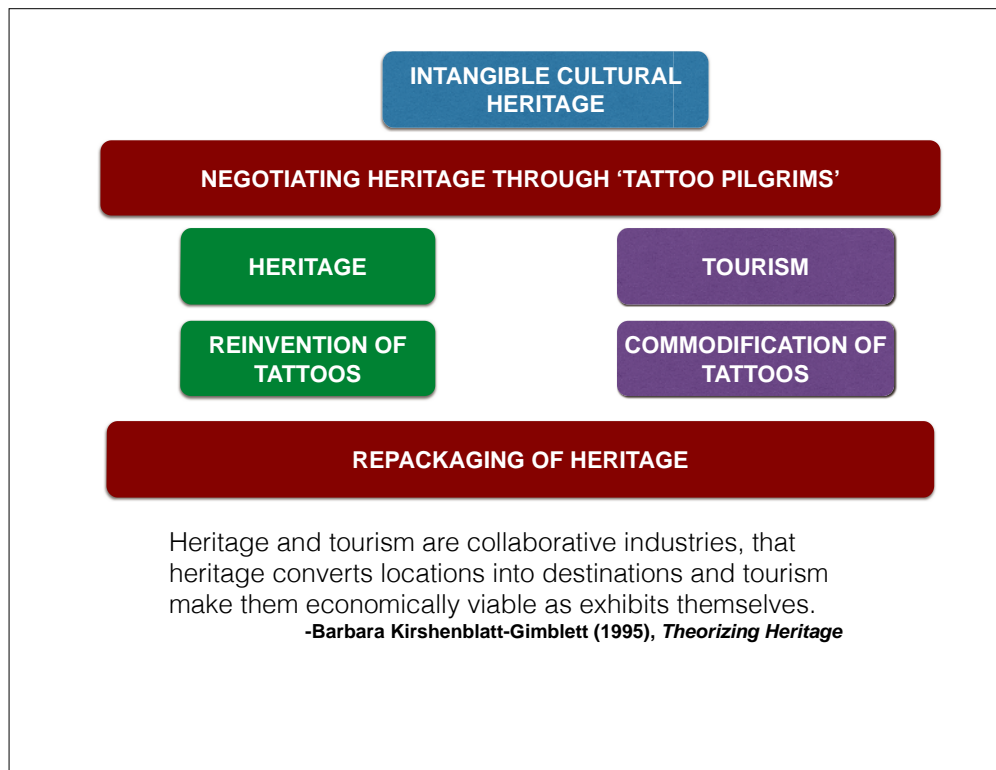 INTANGIBLE CULTURAL
HERITAGE
NEGOTIATING HERITAGE THROUGH ‘TATTOO PILGRIMS’
HERITAGE
TOURISM
REINVENTION OF
TATTOOS
COMMODIFICATION OF
TATTOOS
REPACKAGING OF HERITAGE
Heritage and tourism are collaborative industries, that
heritage converts locations into destinations and tourism
make them economically viable as exhibits themselves.
-Barbara Kirshenblatt-Gimblett (1995), Theorizing Heritage